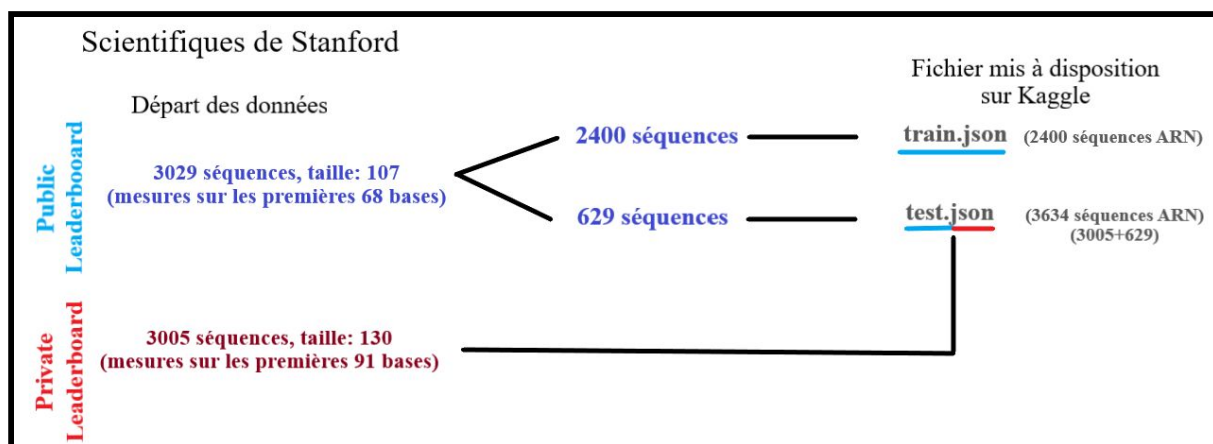 Scientifiques de Stanford
Départ des données
Fichier mis à disposition
sur Kaggle
Public
Leaderbooard
3029 séquences, taille: 107
(mesures sur les premières 68 bases)
2400 séquences
train.json (2400 séquences ARN)
629 séquences
test.json (3634 séquences ARN)
(3005+629)
Private
Leaderboard
3005 séquences, taille: 130
(mesures sur les premières 91 bases)